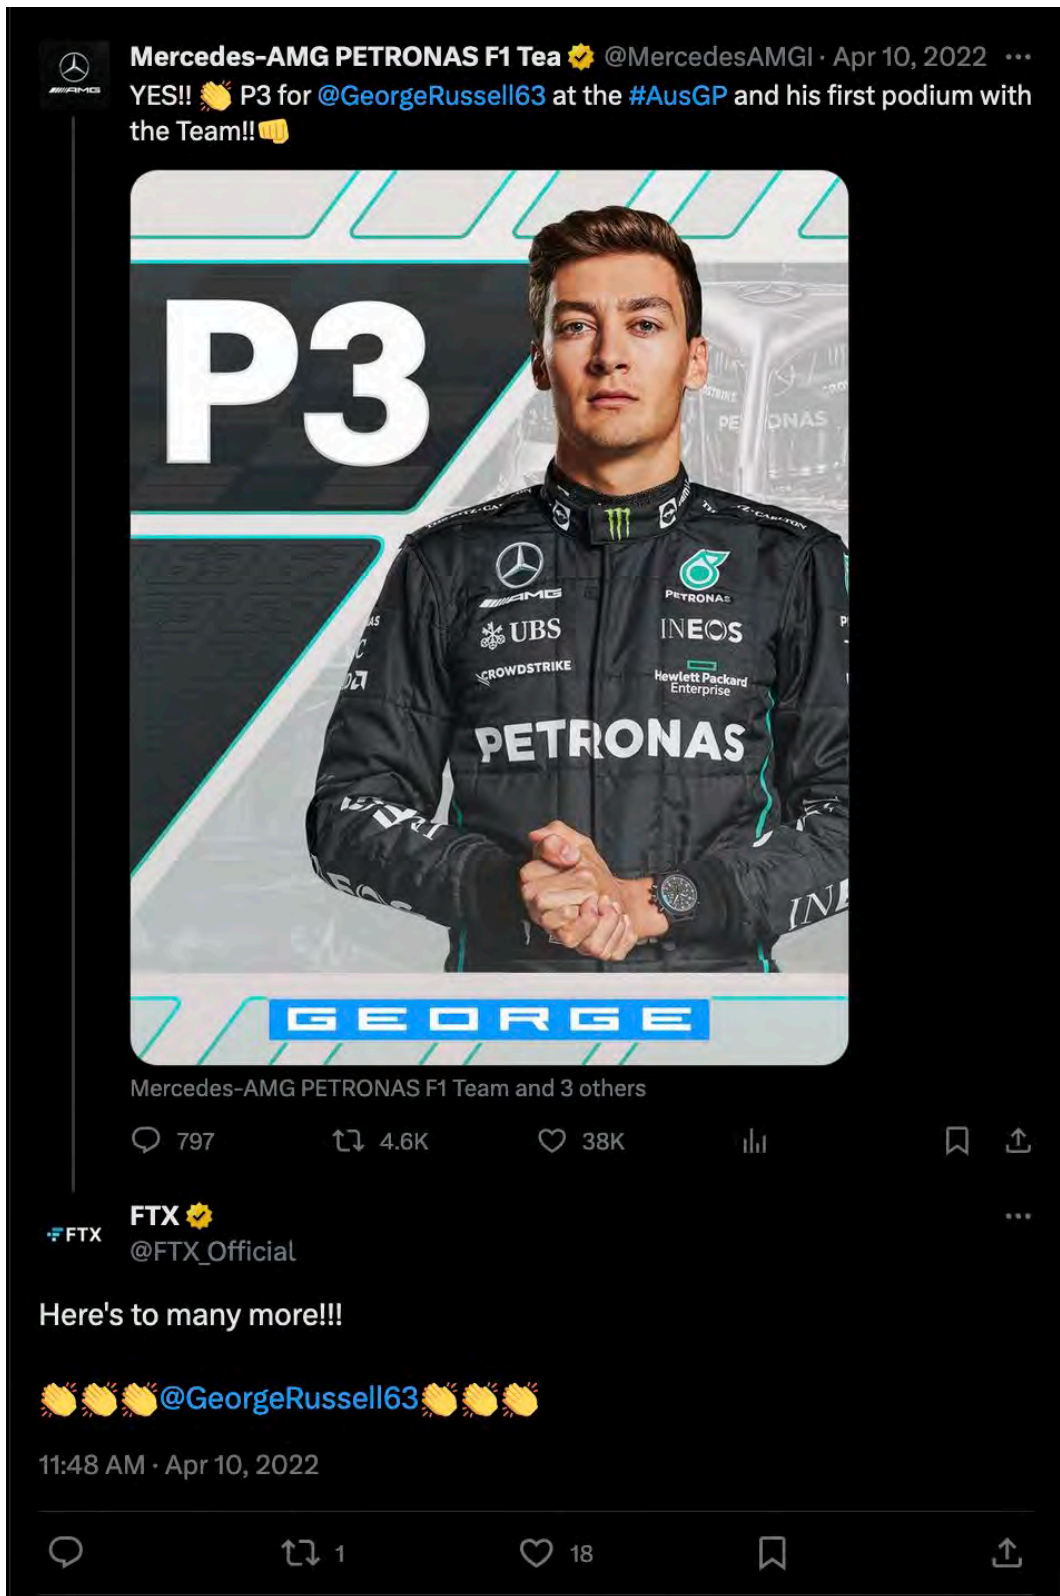 Mercedes-AMG PETRONAS F1 Tea @MercedesAMGI · Apr 10, 2022
YES!! 👏 P3 for @GeorgeRussell63 at the #AusGP and his first podium with
the Team!!👊
P3
PETRONAS
AMG
PETRONAS
UBS
INEOS
CROWDSTRIKE
Hewlett Packard
Enterprise
PETRONAS
GEORGE
Mercedes-AMG PETRONAS F1 Team and 3 others
797 4.6K 38K
FTX
FTX
@FTX_Official
Here's to many more!!!
👏👏👏@GeorgeRussell63👏👏👏
11:48 AM · Apr 10, 2022
1 18